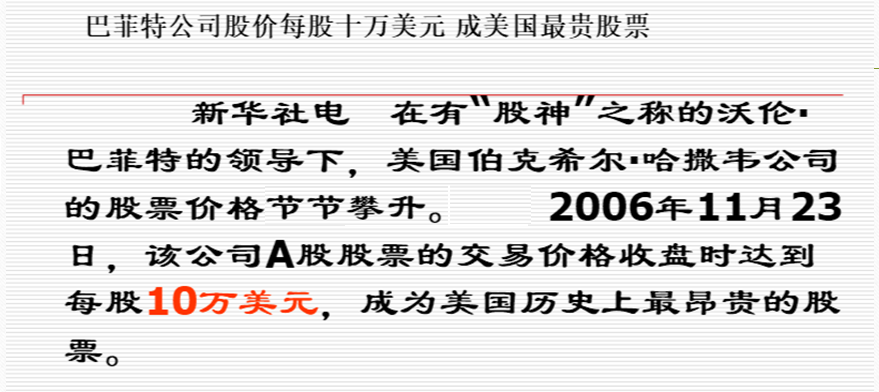 巴菲特公司股价每股十万美元 成美国最贵股票
新华社电 在有“股神”之称的沃伦·
巴菲特的领导下，美国伯克希尔·哈撒韦公司
的股票价格节节攀升。 2006年11月23
日，该公司A股股票的交易价格收盘时达到
每股10万美元，成为美国历史上最昂贵的股
票。